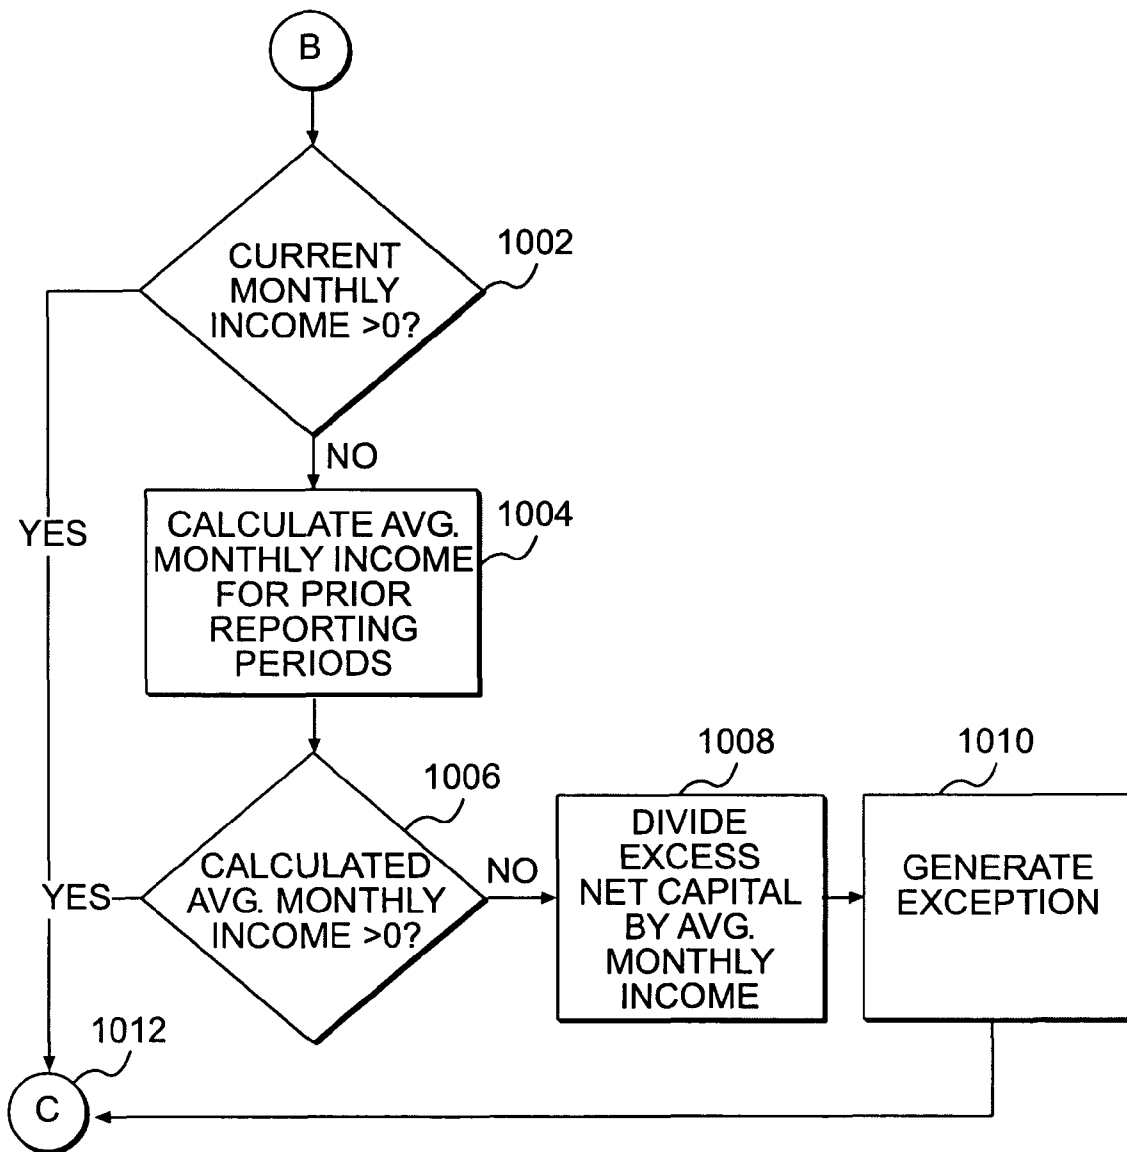 B
1002
CURRENT
MONTHLY
INCOME >0?
NO
YES
1004
CALCULATE AVG.
MONTHLY INCOME
FOR PRIOR
REPORTING
PERIODS
1006
CALCULATED
AVG. MONTHLY
INCOME >0?
YES
NO
1008
DIVIDE
EXCESS
NET CAPITAL
BY AVG.
MONTHLY
INCOME
1010
GENERATE
EXCEPTION
1012
C